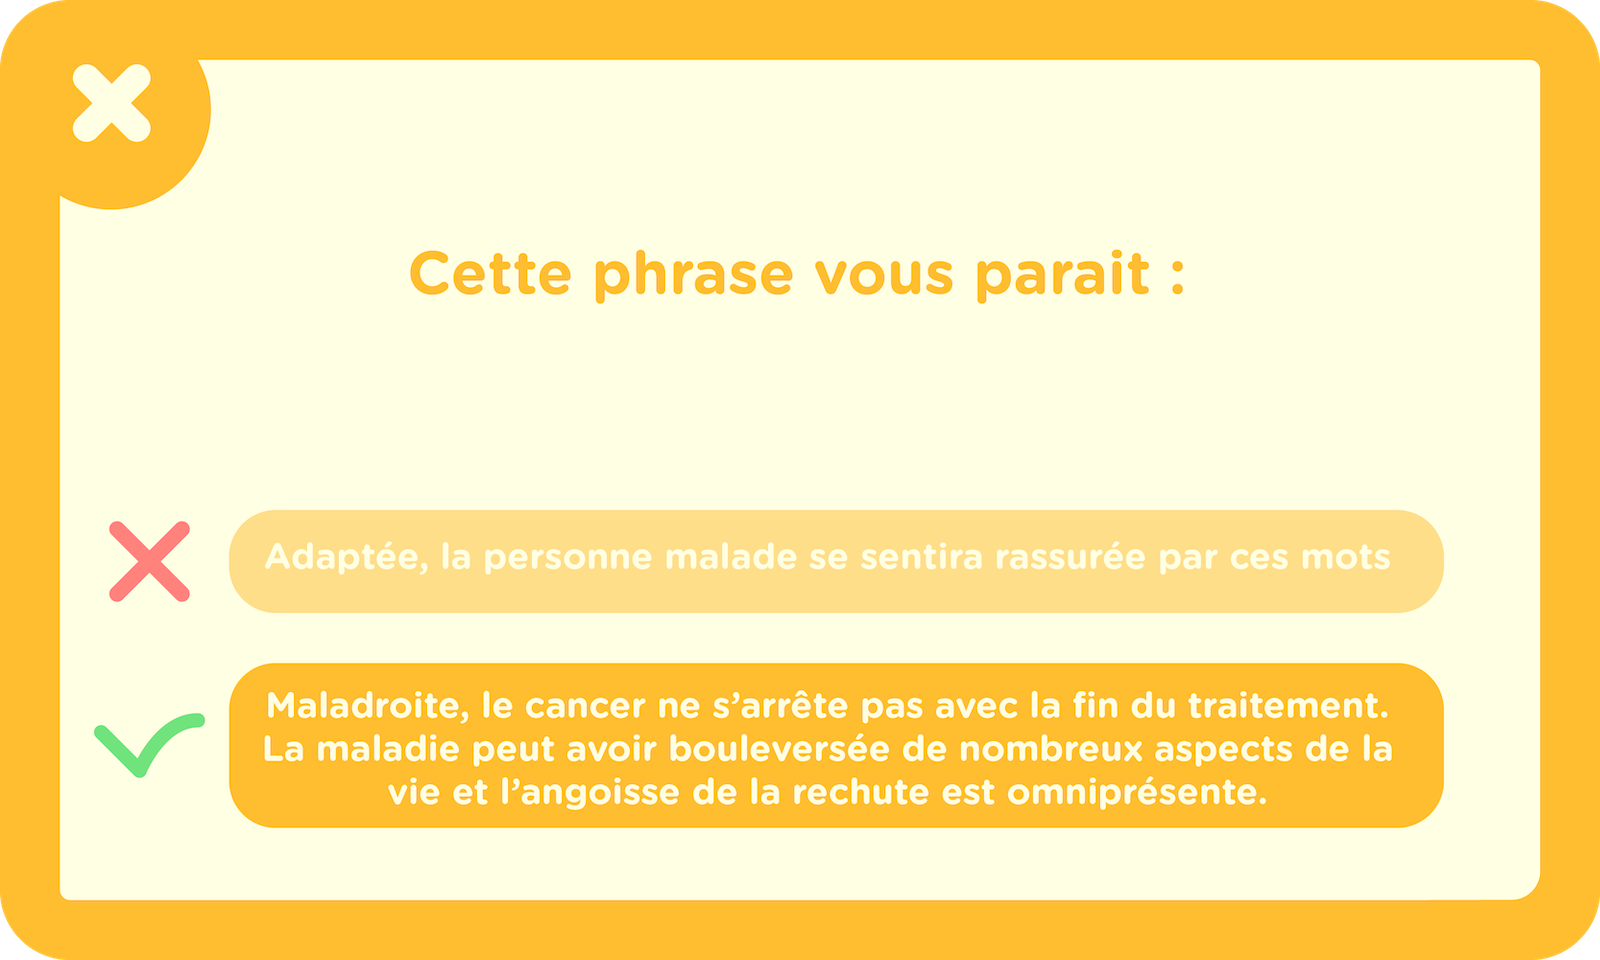 Cette phrase vous parait :
Adaptée, la personne malade se sentira rassurée par ces mots
Maladroite, le cancer ne s’arrête pas avec la fin du traitement.
La maladie peut avoir bouleversée de nombreux aspects de la
vie et l’angoisse de la rechute est omniprésente.